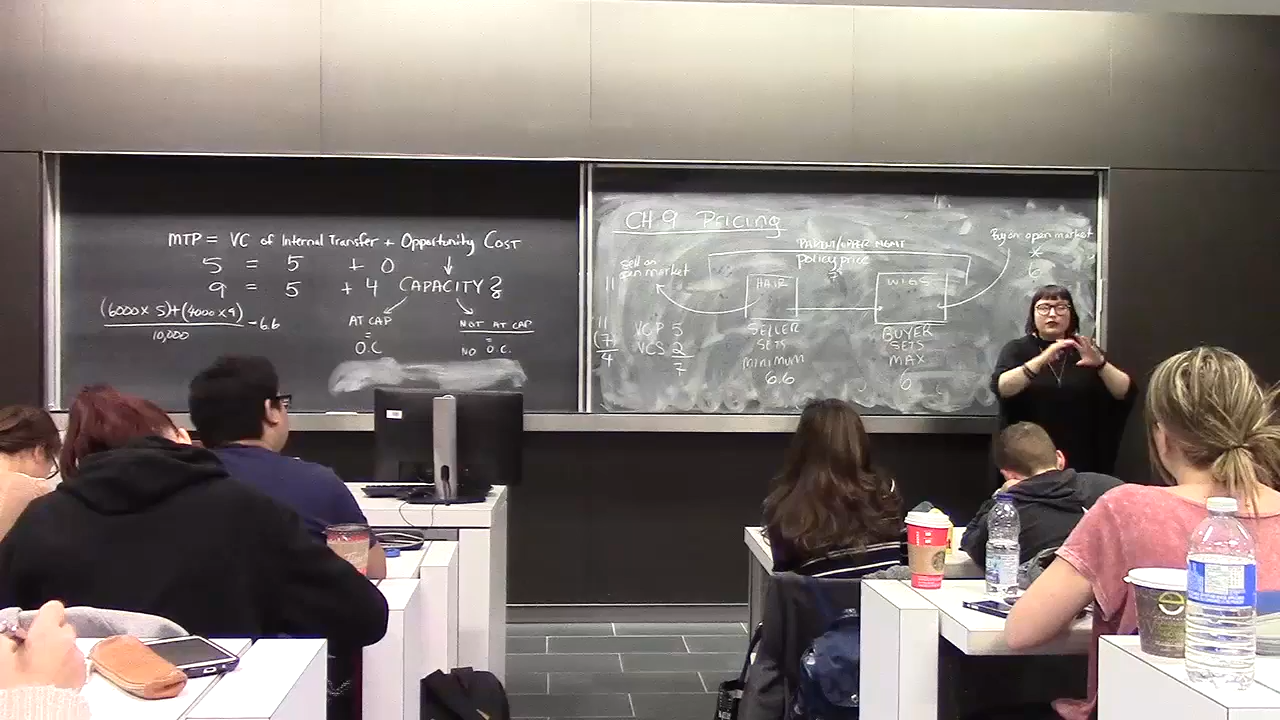 MTP = VC of Internal Transfer + Opportunity Cost
5 = 5 + 0
9 = 5 + 4 CAPACITY?
(6000 x 5) + (4000 x 9)
10,000
= 6.6
AT CAP
=
O.C.
NOT AT CAP
=
NO O.C.
CH 9 Pricing
PARENT/UPPER MGMT
policy price
7
Buy on open market
*
6
Sell on
open market
11
HAIR
WIGS
11
(7)
4
VCP 5
VCS 2
7
SELLER
SETS
MINIMUM
6.6
BUYER
SETS
MAX
6